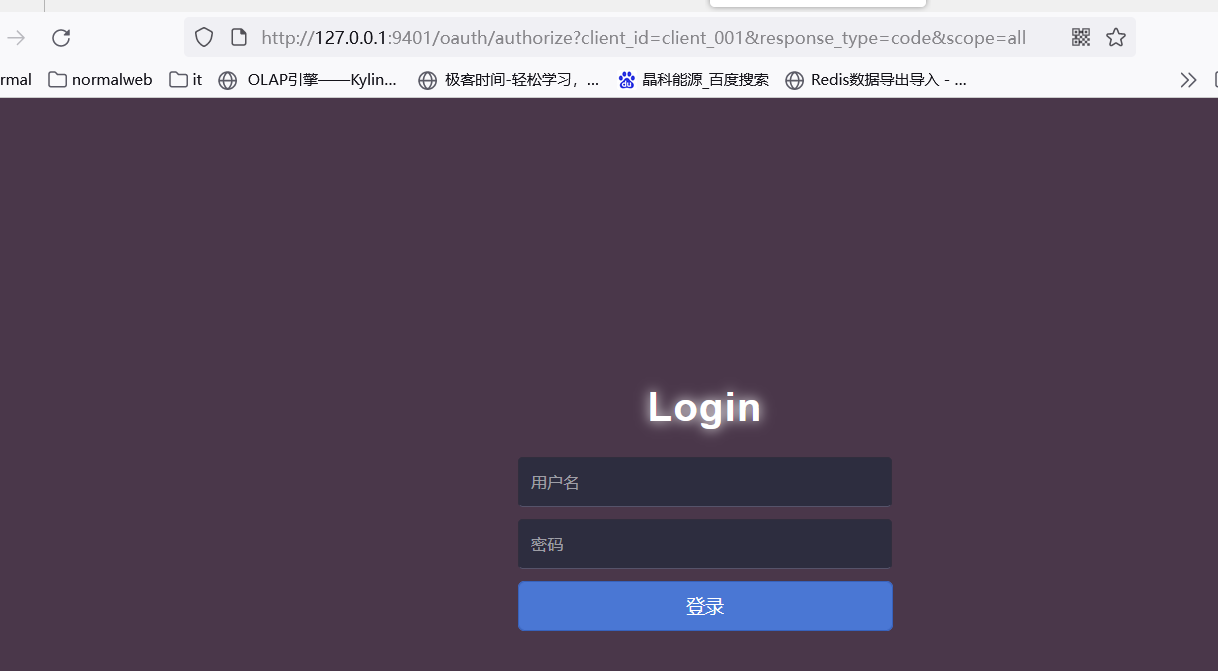 http://127.0.0.1:9401/oauth/authorize?client_id=client_001&response_type=code&scope=all
rmal normalweb it OLAP引擎——Kylin... 极客时间-轻松学习，... 晶科能源_百度搜索 Redis数据导出导入 - ...
Login
用户名
密码
登录